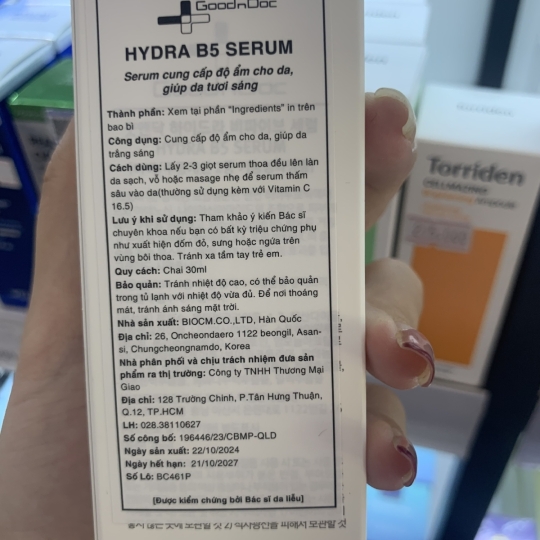 GoodnDoc
HYDRA B5 SERUM
Serum cung cấp độ ẩm cho da,
giúp da tươi sáng
Thành phần: Xem tại phần "Ingredients" in trên
bao bì
Công dụng: Cung cấp độ ẩm cho da, giúp da
trắng sáng
Cách dùng: Lấy 2-3 giọt serum thoa đều lên làn
da sạch, vỗ hoặc masage nhẹ để serum thấm
sâu vào da(thường sử dụng kèm với Vitamin C
16.5)
Lưu ý khi sử dụng: Tham khảo ý kiến Bác sĩ
chuyên khoa nếu bạn có bất kỳ triệu chứng phụ
như xuất hiện đốm đỏ, sưng hoặc ngứa trên
vùng bôi thoa. Tránh xa tầm tay trẻ em.
Quy cách: Chai 30ml
Bảo quản: Tránh nhiệt độ cao, có thể bảo quản
trong tủ lạnh với nhiệt độ vừa đủ. Để nơi thoáng
mát, tránh ánh sáng mặt trời.
Nhà sản xuất: BIOCM.CO.,LTD, Hàn Quốc
Địa chỉ: 26, Oncheondaero 1122 beongil, Asan-
si, Chungcheongnamdo, Korea
Nhà phân phối và chịu trách nhiệm đưa sản
phẩm ra thị trường: Công ty TNHH Thương Mại
Giao
Địa chỉ: 128 Trường Chinh, P.Tân Hưng Thuận,
Q.12, TP.HCM
LH: 028.38110627
Số công bố: 196446/23/CBMP-QLD
Ngày sản xuất: 22/10/2024
Ngày hết hạn: 21/10/2027
Số Lô: BC461P
[Được kiểm chứng bởi Bác sĩ da liễu]
Torriden
CELLMAZING